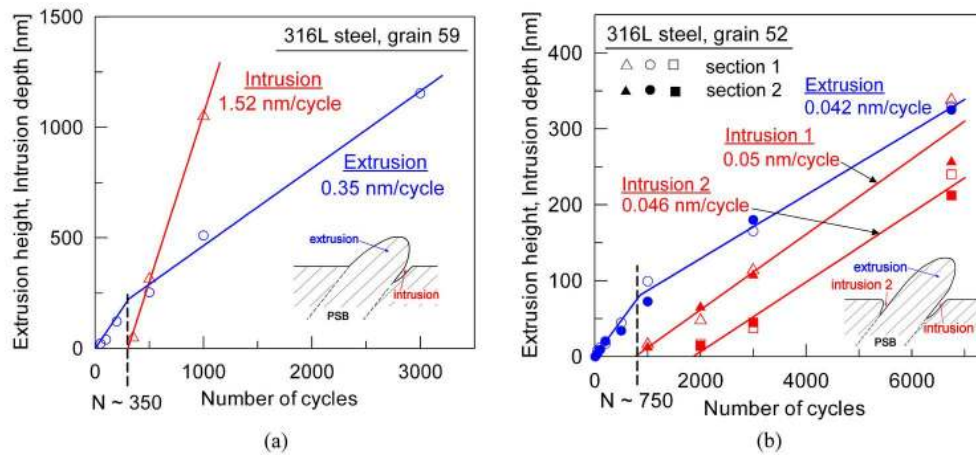 (a)
316L steel, grain 59
Extrusion height, Intrusion depth [nm]
1500
1000
500
0
Intrusion
1.52 nm/cycle
Extrusion
0.35 nm/cycle
extrusion
intrusion
PSB
0
1000
2000
3000
N ~ 350
Number of cycles
(a)
(b)
316L steel, grain 52
section 1
section 2
Extrusion height, Intrusion depth [nm]
400
300
200
100
0
Extrusion
0.042 nm/cycle
Intrusion 1
0.05 nm/cycle
Intrusion 2
0.046 nm/cycle
extrusion
intrusion 2
intrusion
PSB
0
2000
4000
6000
N ~ 750
Number of cycles
(b)